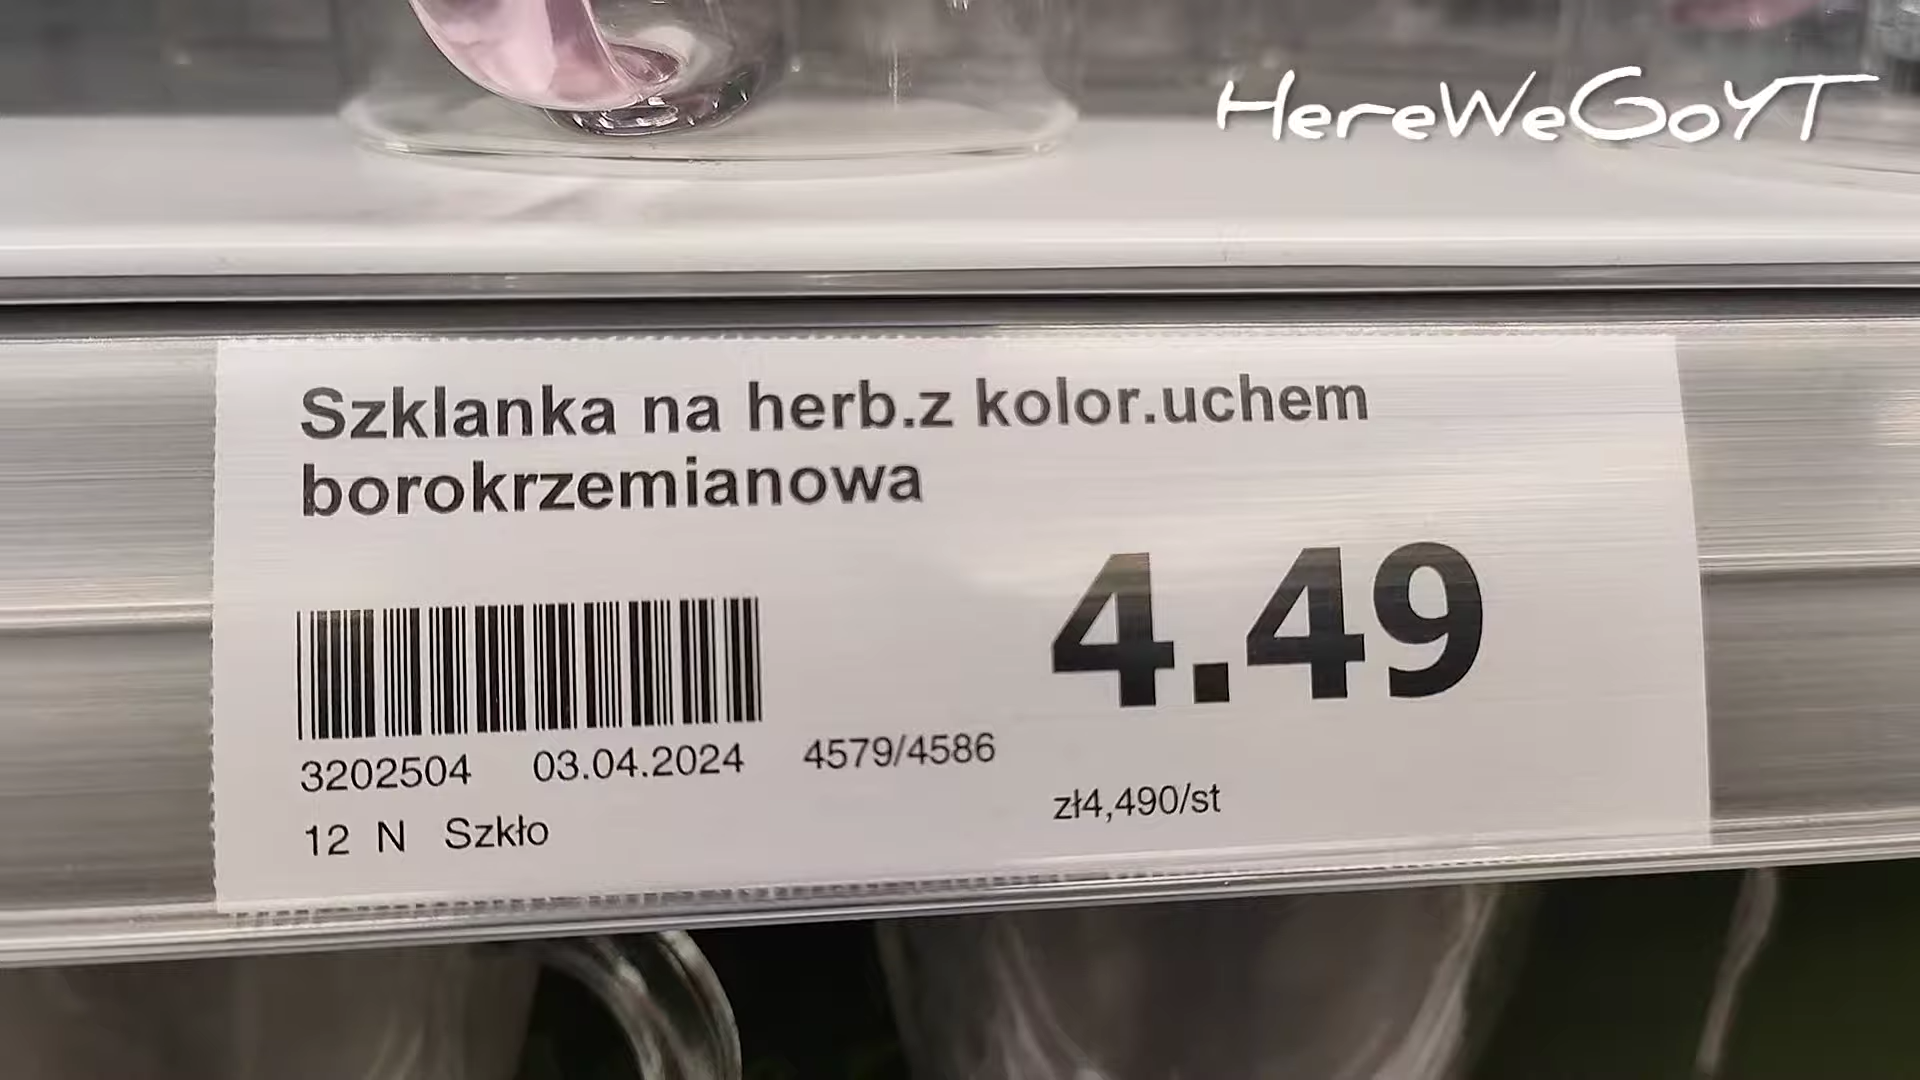 HereWeGoYT
Szklanka na herb.z kolor.uchem
borokrzemianowa
4.49
3202504 03.04.2024 4579/4586
zł4,490/st
12 N Szkło